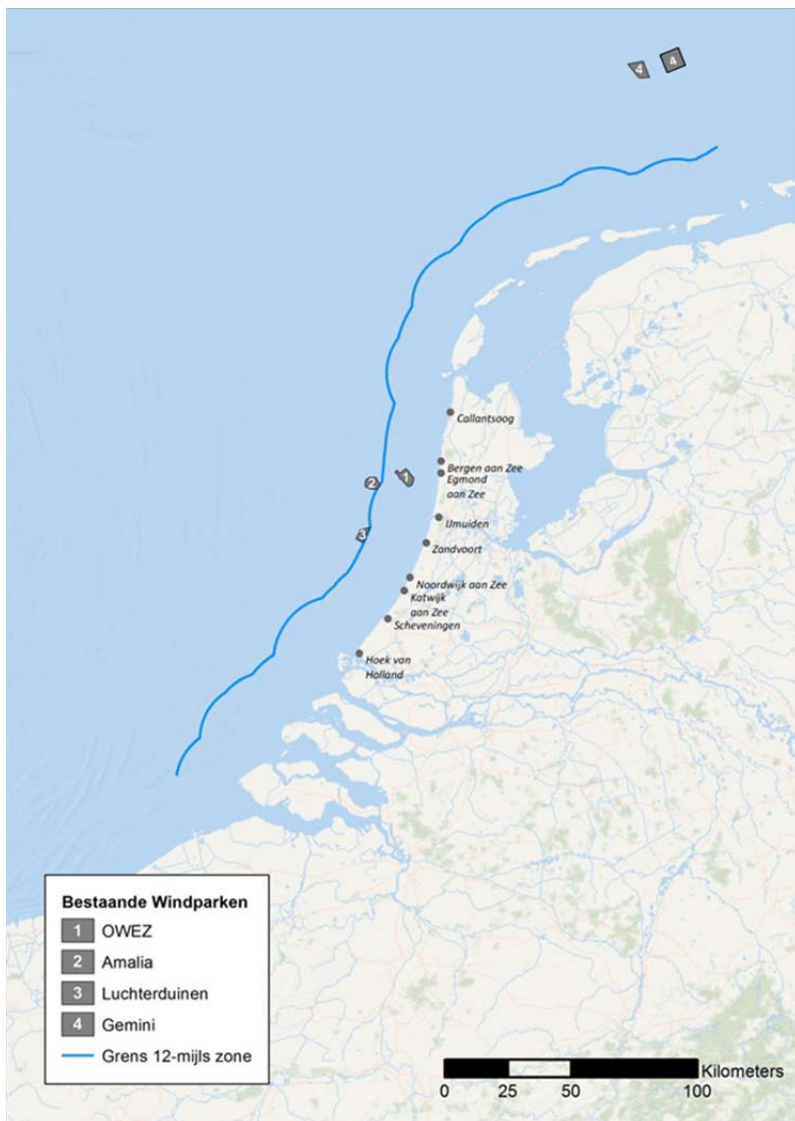 4
4
Callantsoog
Bergen aan Zee
Egmond
aan Zee
2
1
IJmuiden
3
Zandvoort
Noordwijk aan Zee
Katwijk
aan Zee
Scheveningen
Hoek van
Holland
Bestaande Windparken
1 OWEZ
2 Amalia
3 Luchterduinen
4 Gemini
Grens 12-mijls zone
Kilometers
0 25 50 100